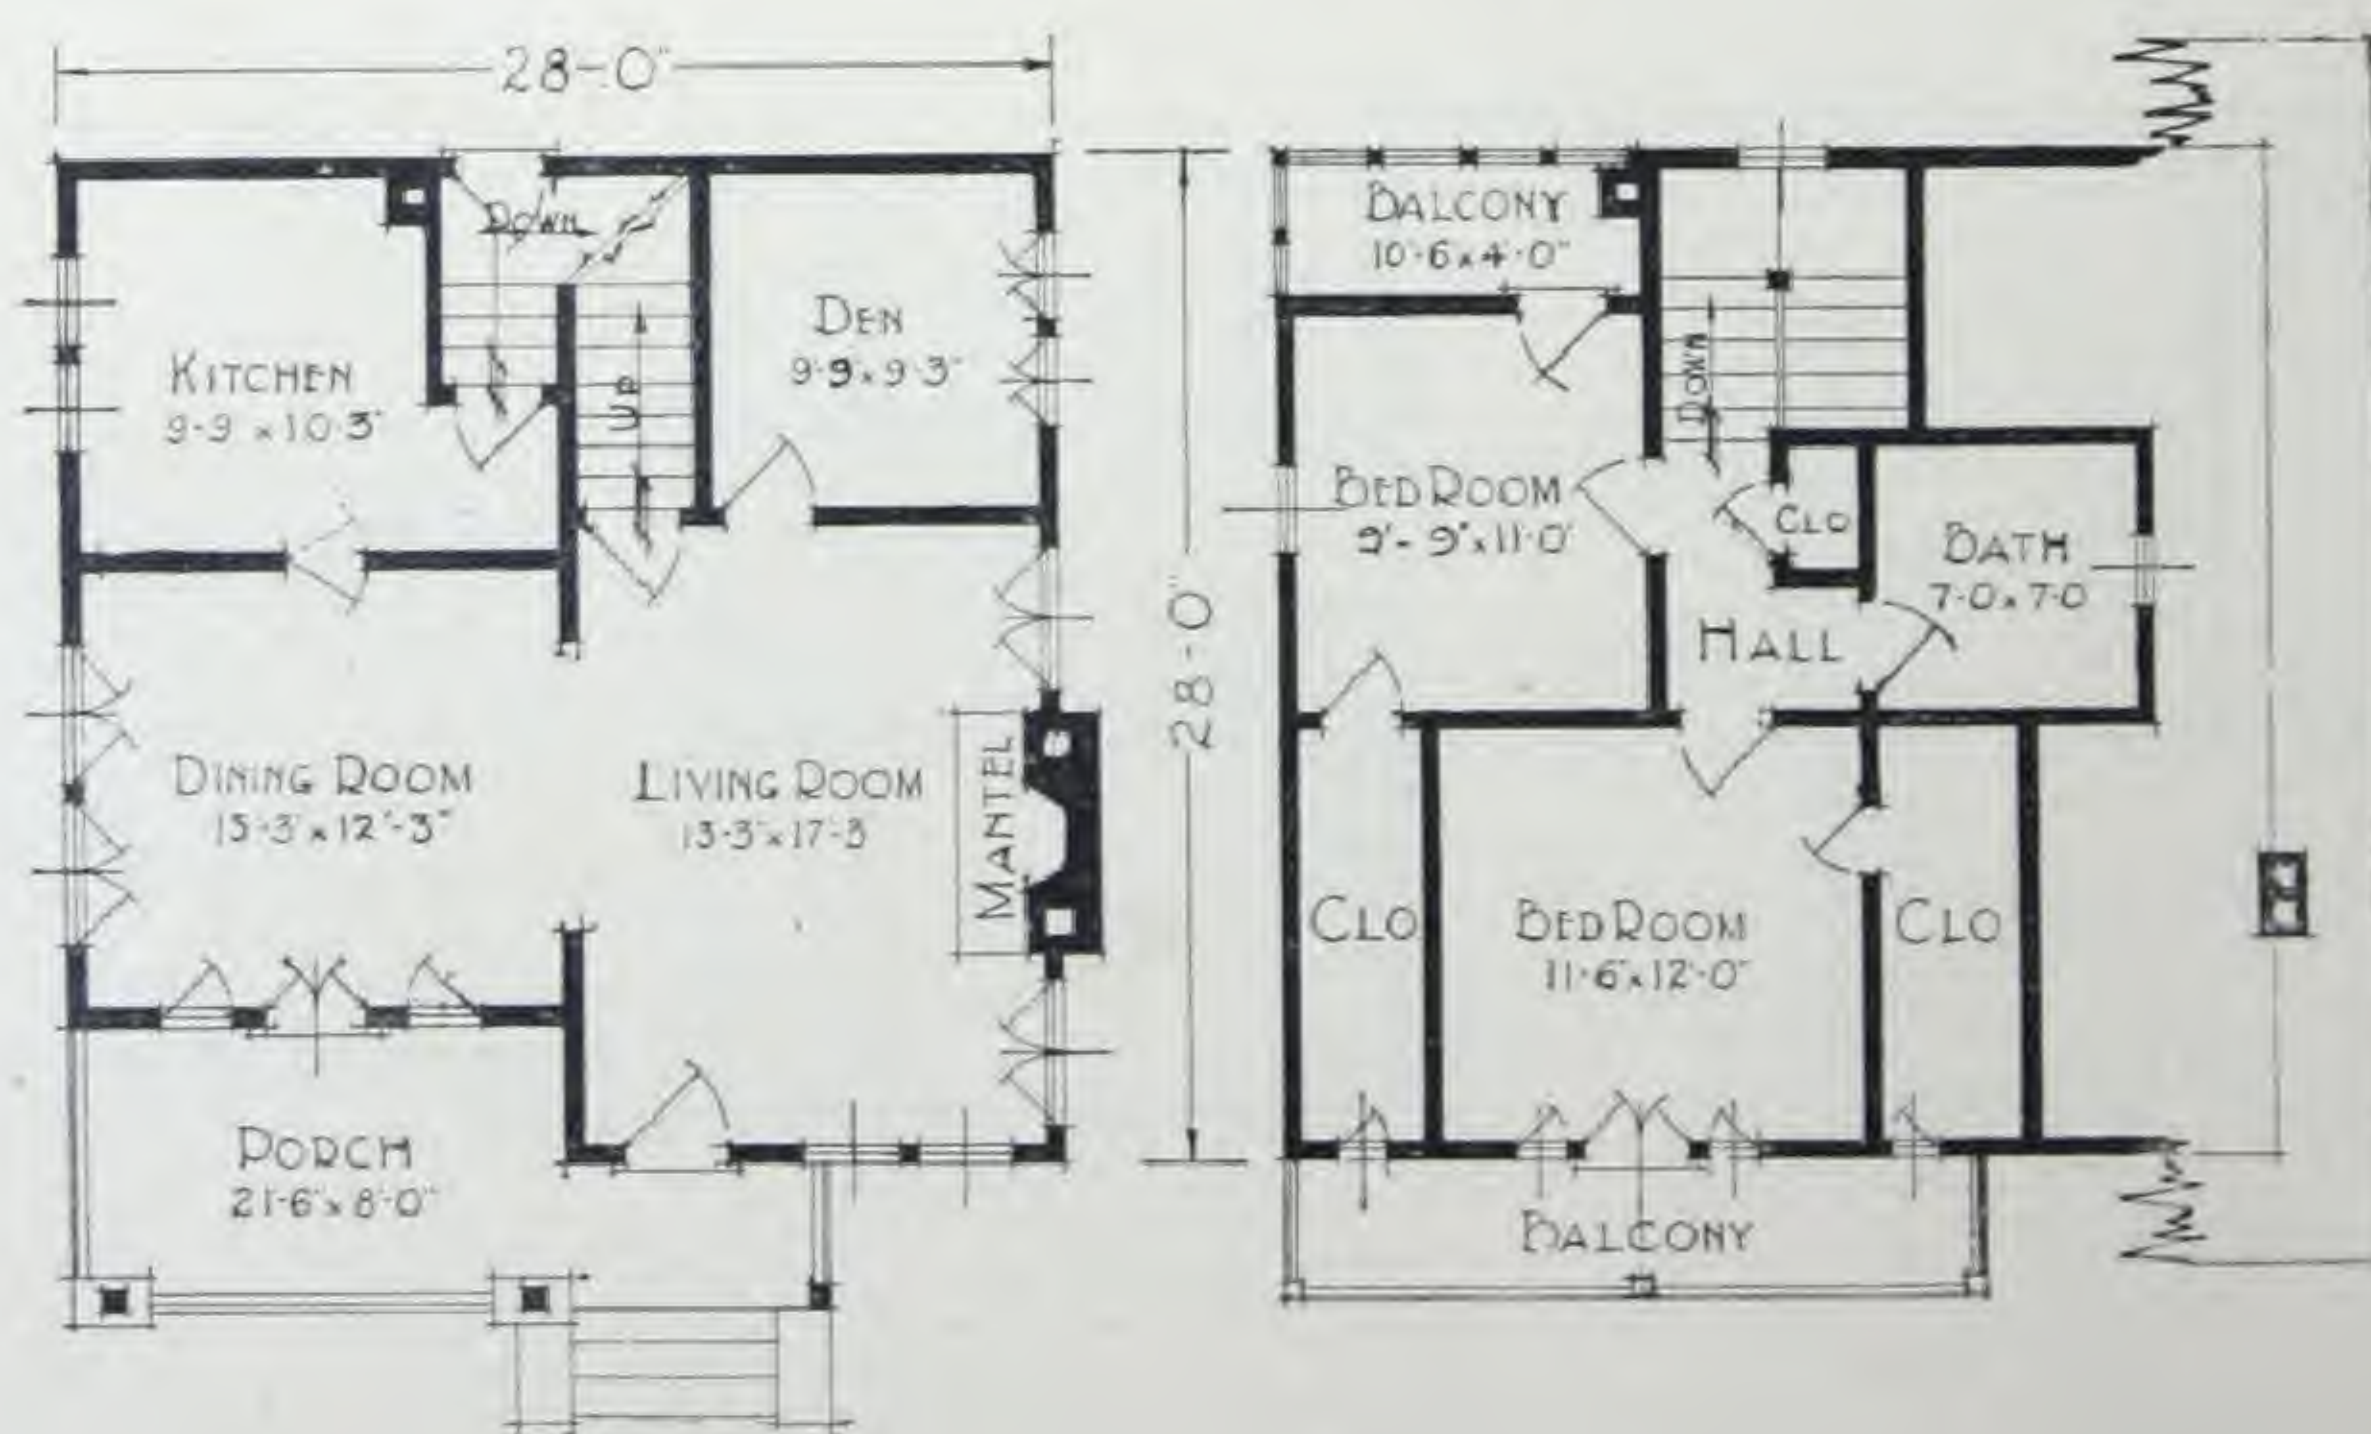 28-0"
DOWN
KITCHEN
9-9 x 10-3"
UP
DEN
9'-9 x 9'-3"
DINING ROOM
13-3 x 12'-3"
LIVING ROOM
13-3 x 17-3
MANTEL
PORCH
21-6 x 8'-0"
28-0"
BALCONY
10-6 x 4'-0"
DOWN
BED ROOM
9'-9" x 11-0"
CLO
BATH
7-0 x 7-0
HALL
CLO
BED ROOM
11-6 x 12'-0"
CLO
BALCONY